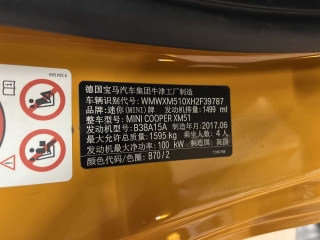 德国宝马汽车集团牛津工厂制造
车辆识别代号: WMWXM510XH2F39787
品牌: 迷你(MINI)牌 发动机排量: 1499 ml
整车型号: MINI COOPER XM51
发动机型号: B38A15A 制造年月: 2017.06
最大允许总质量: 1595 kg 乘坐人数: 4人
发动机最大净功率: 100 kW 制造国: 英国
颜色代码/色圈: B70 / 2